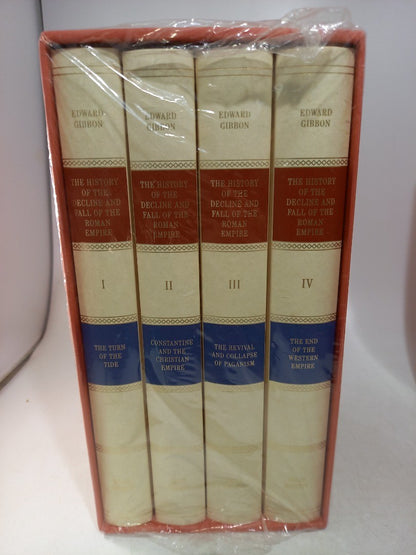 EDWARD
GIBBON
THE HISTORY
OF THE
DECLINE AND
FALL OF THE
ROMAN
EMPIRE
I
THE TURN
OF THE
TIDE
EDWARD
GIBBON
THE HISTORY
OF THE
DECLINE AND
FALL OF THE
ROMAN
EMPIRE
II
CONSTANTINE
AND THE
CHRISTIAN
EMPIRE
EDWARD
GIBBON
THE HISTORY
OF THE
DECLINE AND
FALL OF THE
ROMAN
EMPIRE
III
THE REVIVAL
AND COLLAPSE
OF PAGANISM
EDWARD
GIBBON
THE HISTORY
OF THE
DECLINE AND
FALL OF THE
ROMAN
EMPIRE
IV
THE END
OF THE
WESTERN
EMPIRE